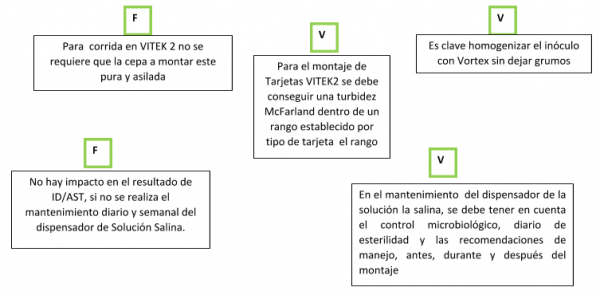 F
Para corrida en VITEK 2 no se
requiere que la cepa a montar este
pura y asilada
V
Para el montaje de
Tarjetas VITEK2 se debe
conseguir una turbidez
McFarland dentro de un
rango establecido por
tipo de tarjeta el rango
V
Es clave homogenizar el inóculo
con Vortex sin dejar grumos
F
No hay impacto en el resultado de
ID/AST, si no se realiza el
mantenimiento diario y semanal del
dispensador de Solución Salina.
V
En el mantenimiento del dispensador de la
solución la salina, se debe tener en cuenta
el control microbiológico, diario de
esterilidad y las recomendaciones de
manejo, antes, durante y después del
montaje